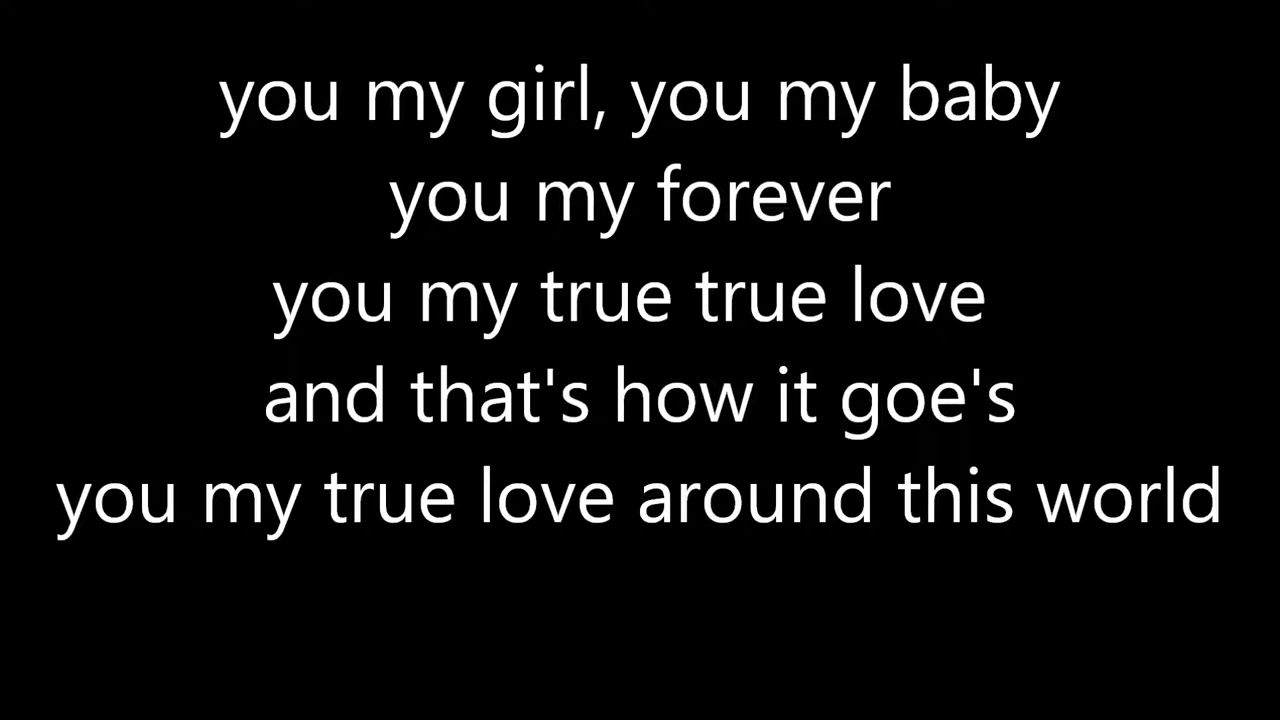 you my girl, you my baby
you my forever
you my true true love
and that's how it goe's
you my true love around this world